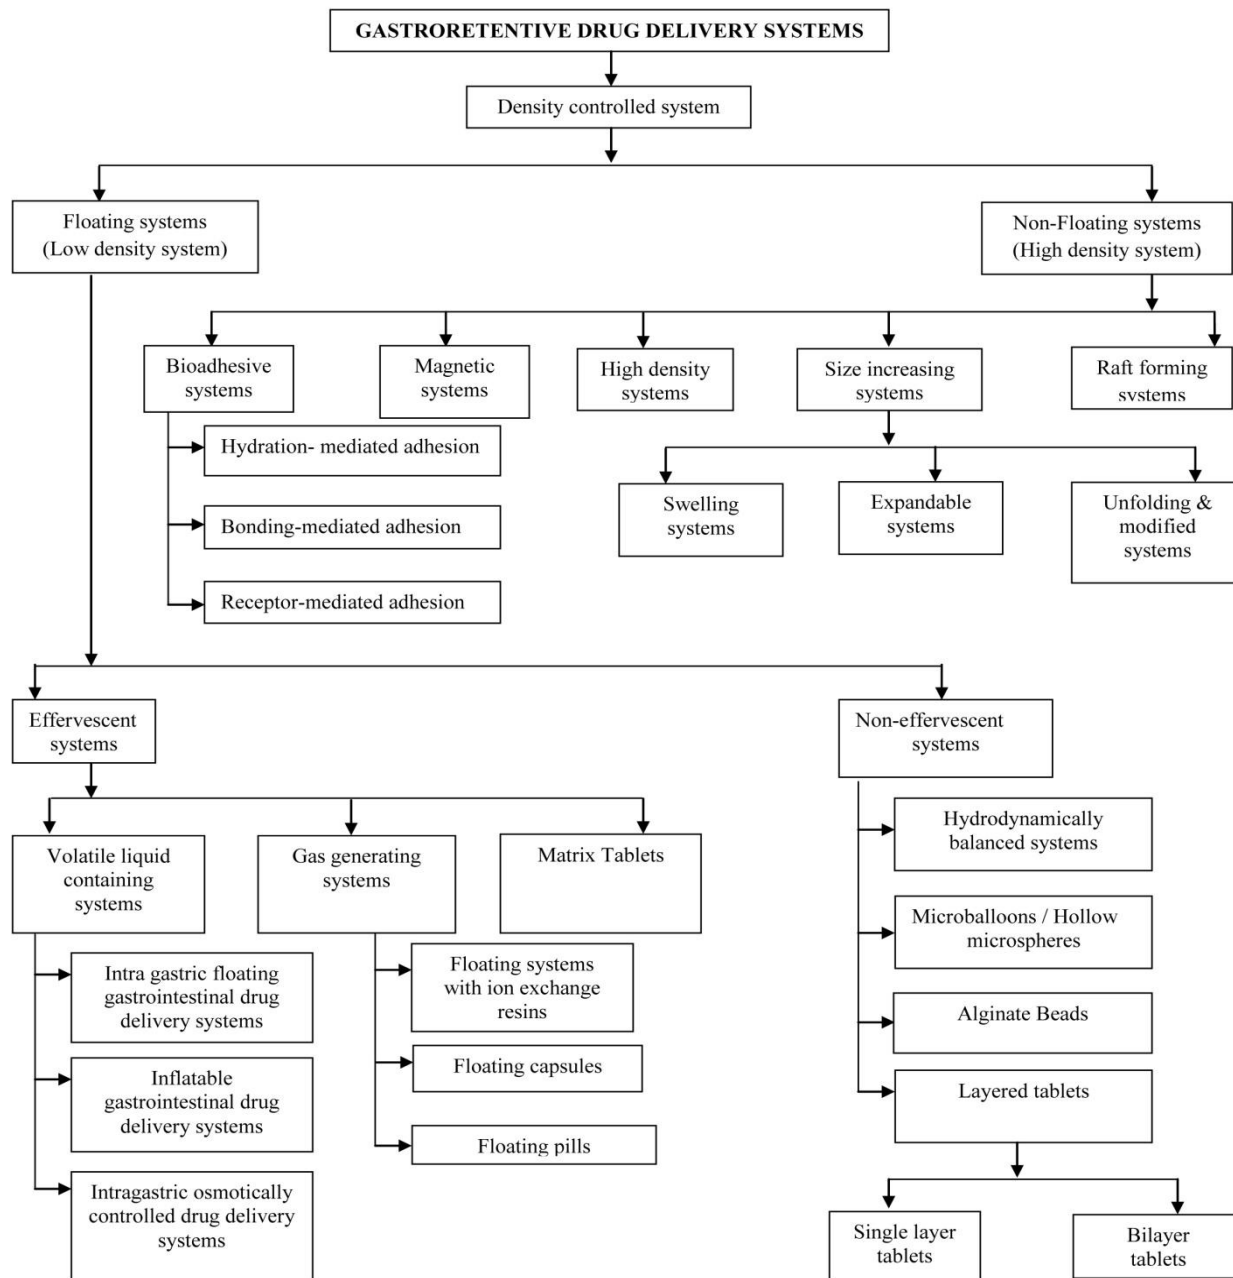 GASTRORETENTIVE DRUG DELIVERY SYSTEMS
Density controlled system
Floating systems
(Low density system)
Non-Floating systems
(High density system)
Bioadhesive
systems
Magnetic
systems
High density
systems
Size increasing
systems
Raft forming
systems
Hydration- mediated adhesion
Bonding-mediated adhesion
Receptor-mediated adhesion
Swelling
systems
Expandable
systems
Unfolding &
modified
systems
Effervescent
systems
Non-effervescent
systems
Volatile liquid
containing
systems
Gas generating
systems
Matrix Tablets
Intra gastric floating
gastrointestinal drug
delivery systems
Inflatable
gastrointestinal drug
delivery systems
Intragastric osmotically
controlled drug delivery
systems
Floating systems
with ion exchange
resins
Floating capsules
Floating pills
Hydrodynamically
balanced systems
Microballoons / Hollow
microspheres
Alginate Beads
Layered tablets
Single layer
tablets
Bilayer
tablets